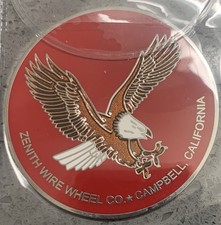 ZENITH WIRE WHEEL CO.★CAMPBELL, CALIFORNIA